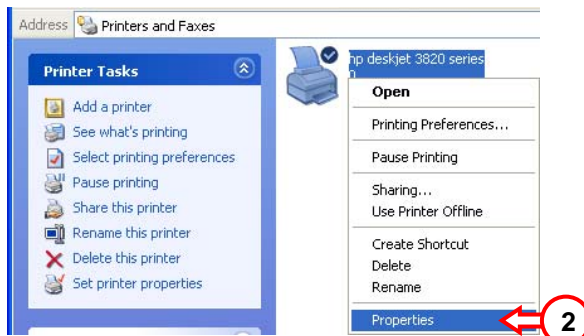 Address Printers and Faxes
Printer Tasks
Add a printer
See what's printing
Select printing preferences
Pause printing
Share this printer
Rename this printer
Delete this printer
Set printer properties
hp deskjet 3820 series
0
Open
Printing Preferences...
Pause Printing
Sharing...
Use Printer Offline
Create Shortcut
Delete
Rename
Properties
2